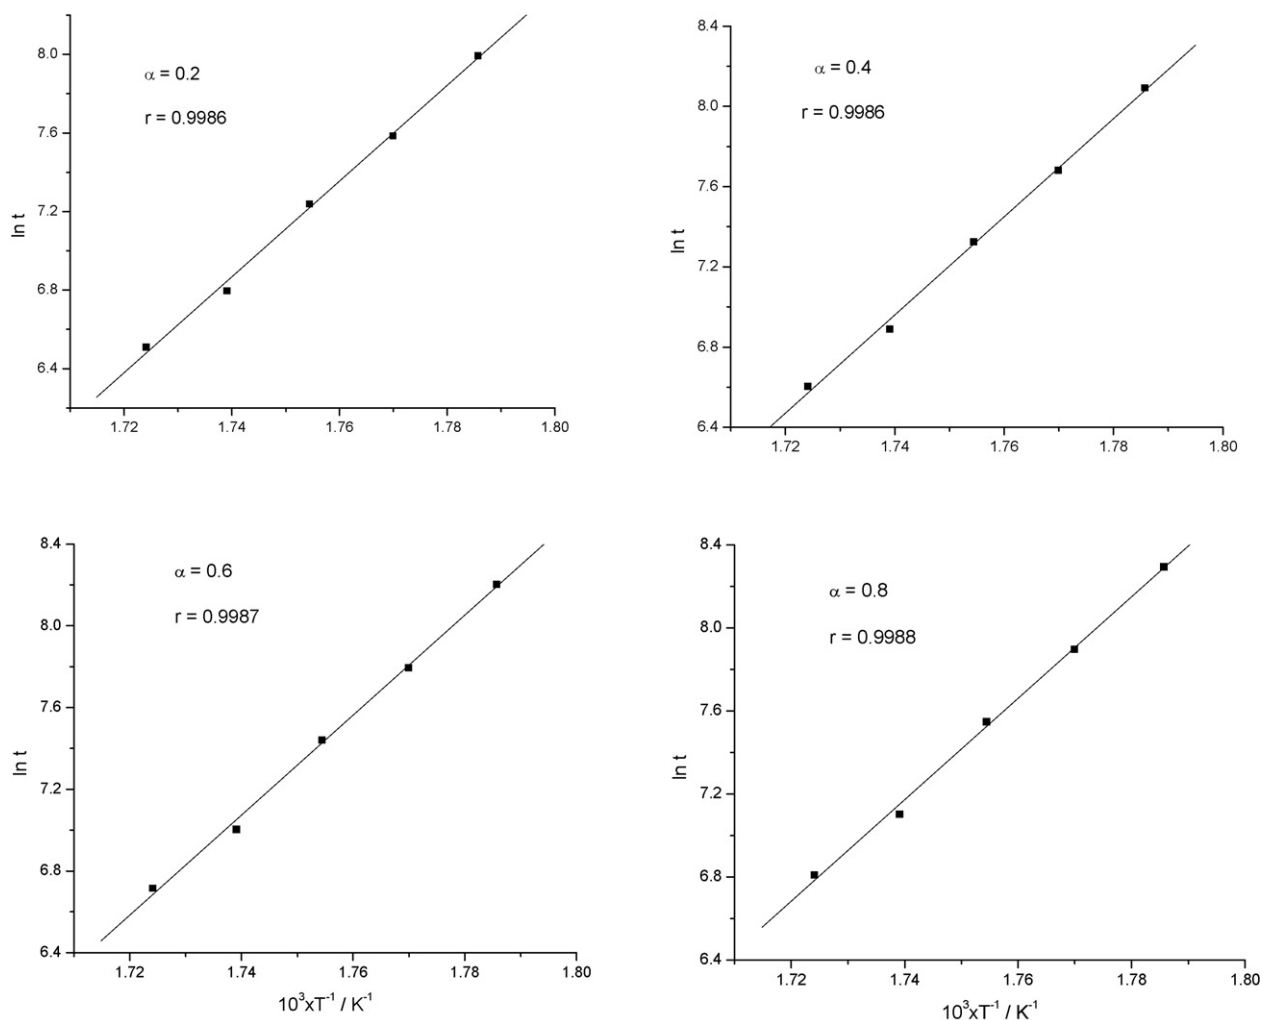 8.0
7.6
7.2
6.8
6.4
ln t
α = 0.2
r = 0.9986
1.72 1.74 1.76 1.78 1.80
8.4
8.0
7.6
7.2
6.8
6.4
ln t
α = 0.4
r = 0.9986
1.72 1.74 1.76 1.78 1.80
8.4
8.0
7.6
7.2
6.8
6.4
ln t
α = 0.6
r = 0.9987
1.72 1.74 1.76 1.78 1.80
10³xT⁻¹ / K⁻¹
8.4
8.0
7.6
7.2
6.8
6.4
ln t
α = 0.8
r = 0.9988
1.72 1.74 1.76 1.78 1.80
10³xT⁻¹ / K⁻¹